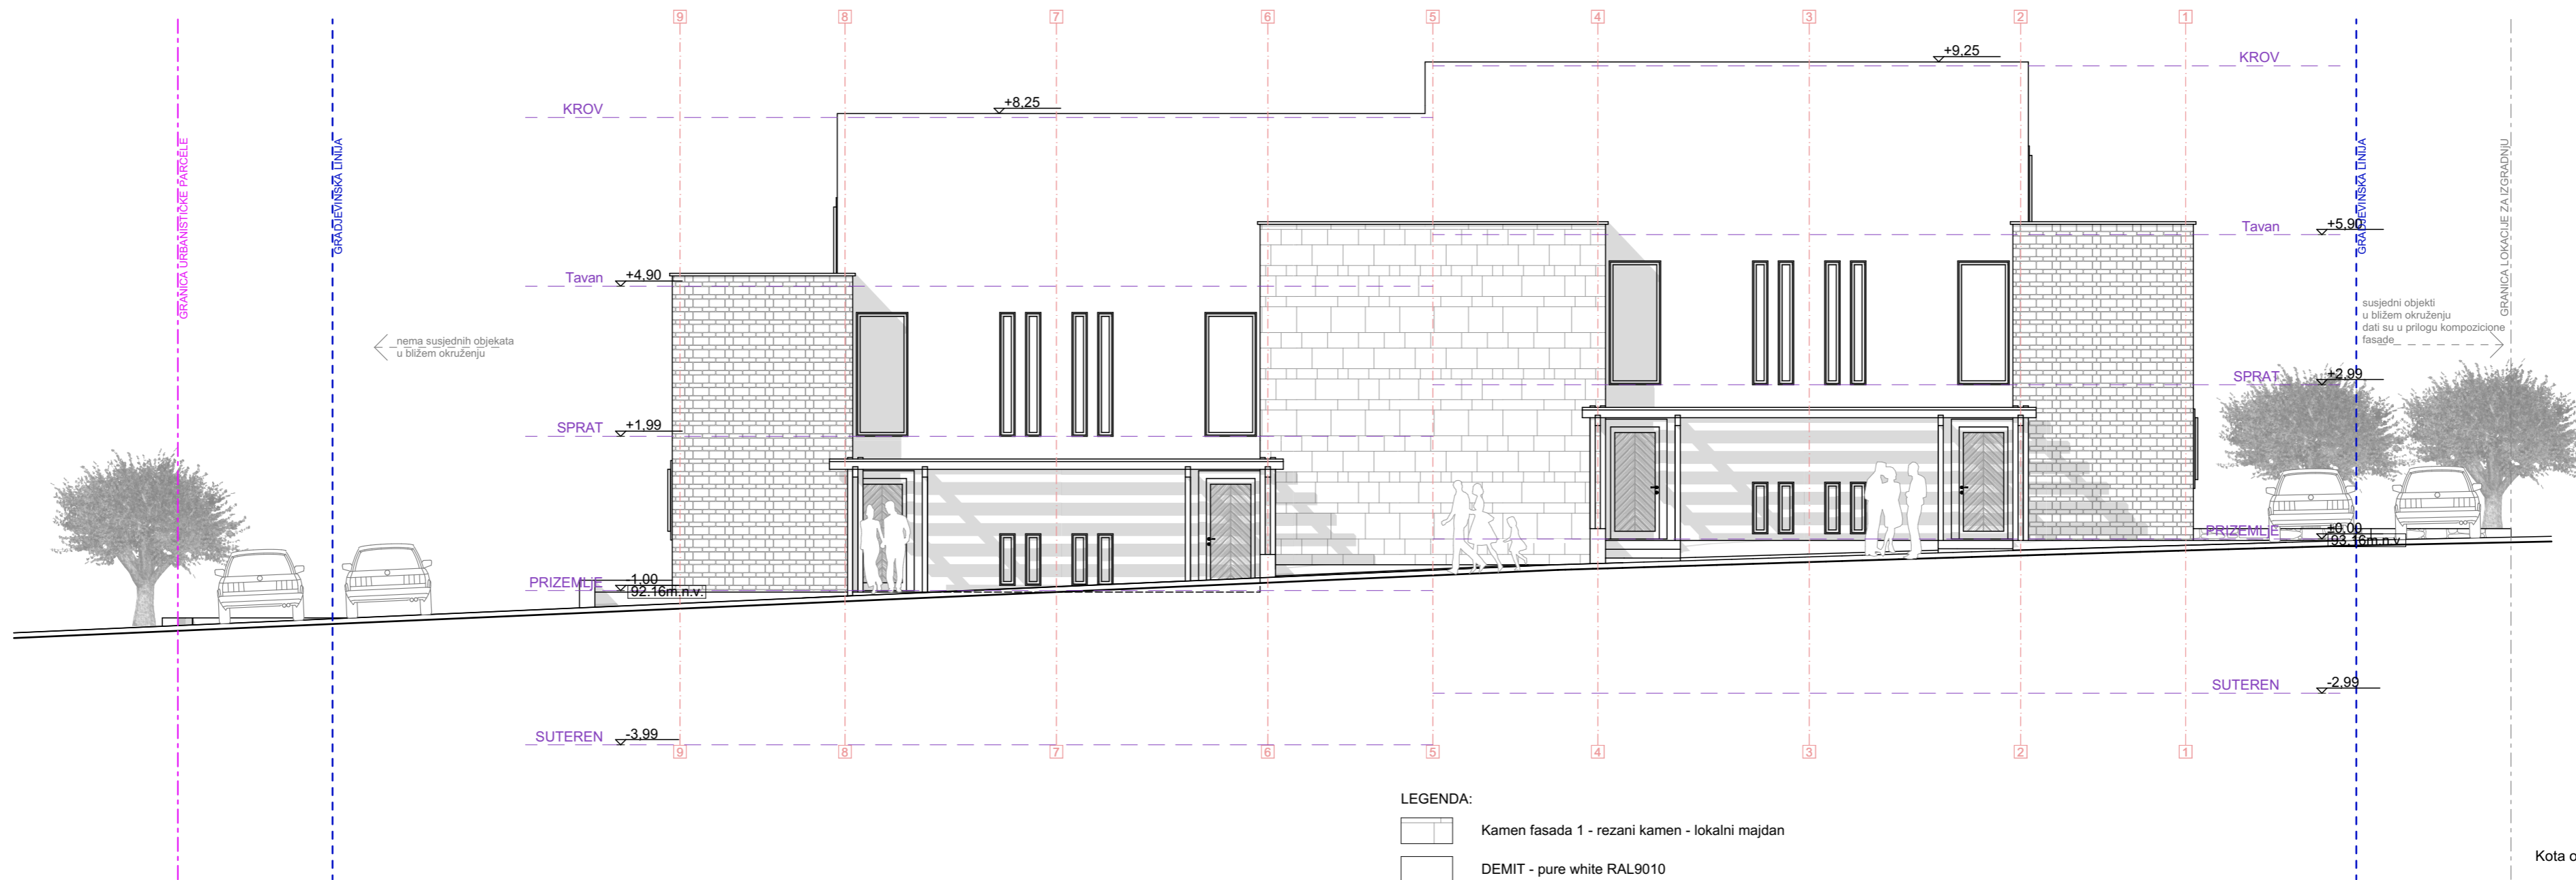 9 8 7 6 5 4 3 2 1
+9,25
KROV
+8,25
KROV
GRANICA URBANISTIČKE PARCELE
GRADJEVINSKA LINIJA
GRADJEVINSKA LINIJA
GRANICA LOKACIJE ZA IZGRADNJU
Tavan +5,90
Tavan +4,90
nema susjednih objekata
u bližem okruženju
susjedni objekti
u bližem okruženju
dati su u prilogu kompozicione
fasade
SPRAT +2,99
SPRAT +1,99
PRIZEMLJE ±0,00
93.16m.n.v.
PRIZEMLJE -1,00
92.16m.n.v.
SUTEREN -2,99
SUTEREN -3,99
9 8 7 6 5 4 3 2 1
LEGENDA:
Kamen fasada 1 - rezani kamen - lokalni majdan
DEMIT - pure white RAL9010
Kota o